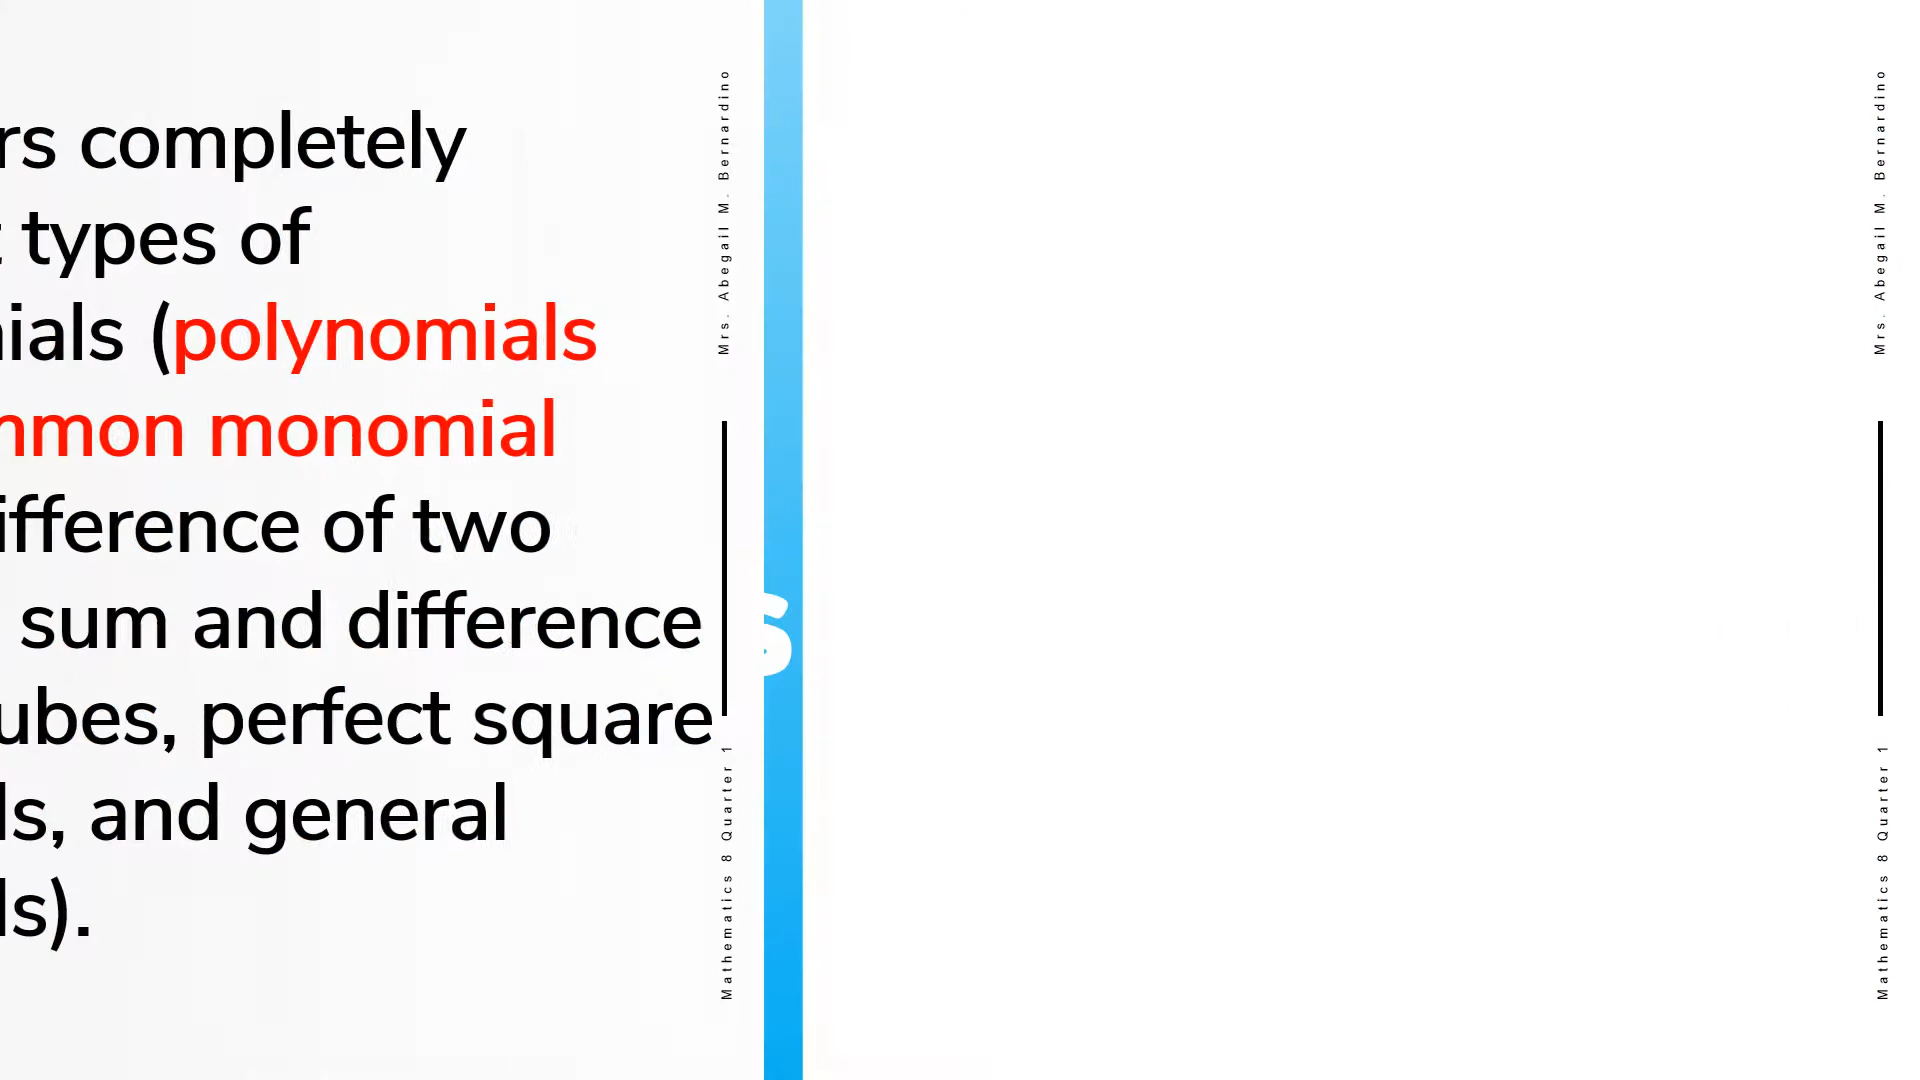 rs completely
types of
ials (polynomials
mmon monomial
ifference of two
sum and difference
ubes, perfect square
ls, and general
ls).
Mrs. Abegail M. Bernardino
Mathematics 8 Quarter 1
s
Mrs. Abegail M. Bernardino
Mathematics 8 Quarter 1